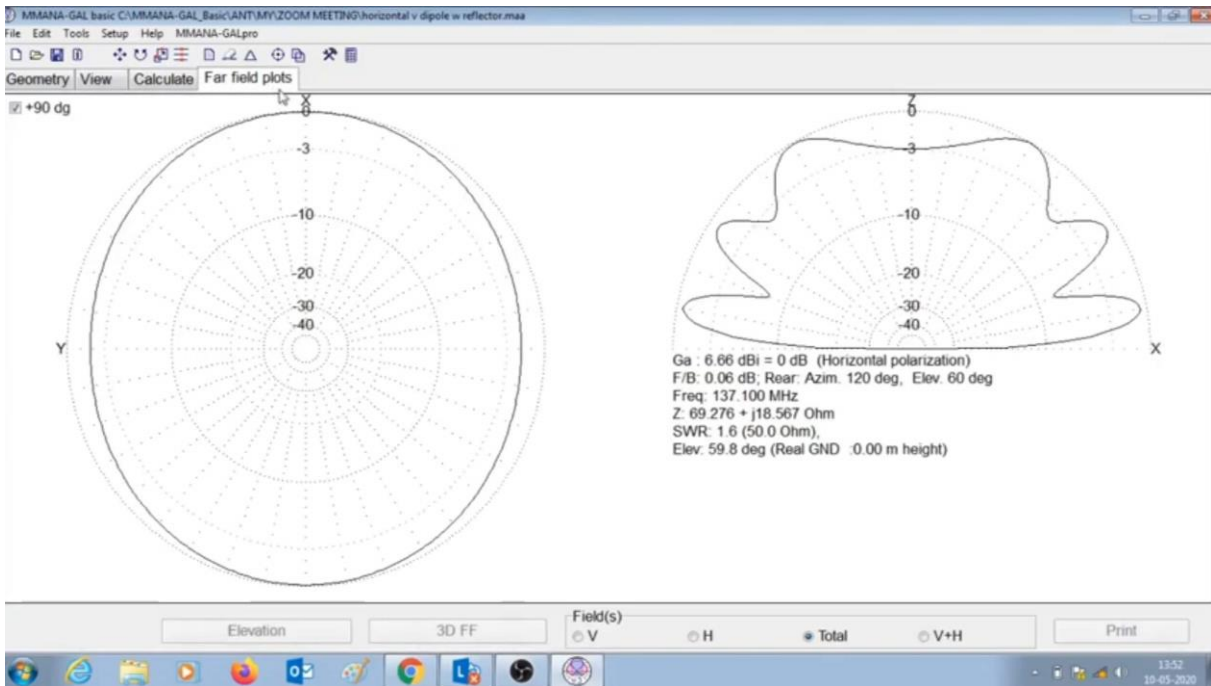 MMANA-GAL basic C:\MMANA-GAL_Basic\ANT\MY\ZOOM MEETING\horizontal v dipole w reflector.maa
File Edit Tools Setup Help MMANA-GALpro
Geometry View Calculate Far field plots
+90 dg
X
0
-3
-10
-20
-30
-40
Y
Z
0
-3
-10
-20
-30
-40
X
Ga : 6.66 dBi = 0 dB (Horizontal polarization)
F/B: 0.06 dB; Rear: Azim. 120 deg, Elev. 60 deg
Freq: 137.100 MHz
Z: 69.276 + j18.567 Ohm
SWR: 1.6 (50.0 Ohm),
Elev: 59.8 deg (Real GND :0.00 m height)
Elevation
3D FF
Field(s)
V
H
Total
V+H
Print
13:52
10-05-2020